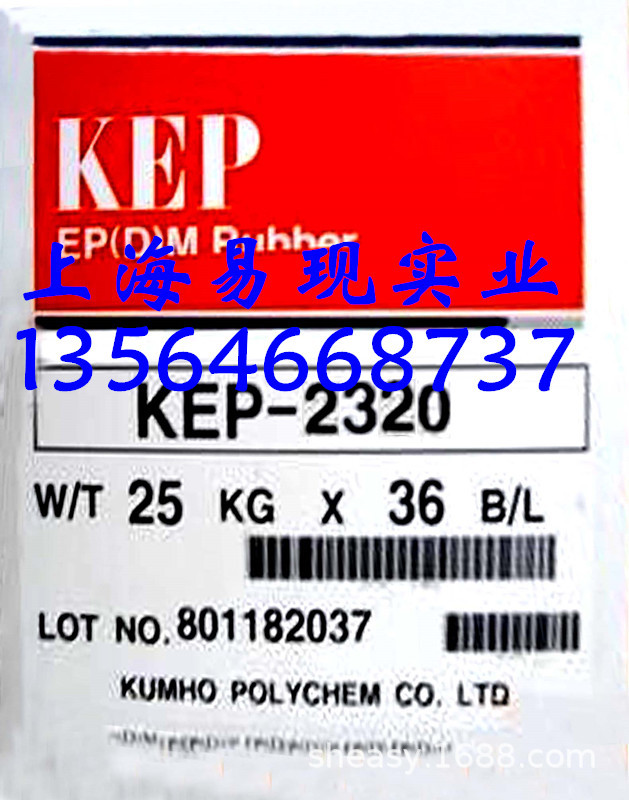 KEP
EP(D)M Rubber
上海易现实业
13564668737
KEP-2320
W/T 25 KG X 36 B/L
LOT NO. 801182037
KUMHO POLYCHEM CO. LTD
sheasy.1688.com